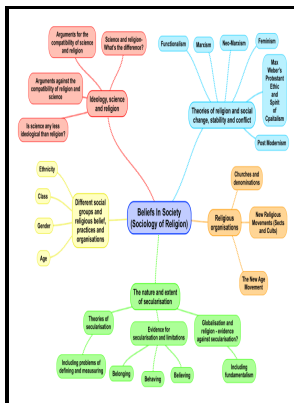 Arguments for the
compatibility of science
and religion
Science and religion-
What's the difference?
Arguments against the
compatibility of religion and
science
Is science any less
ideological than religion?
Ideology, science
and religion
Functionalism
Marxism
Neo-Marxism
Feminism
Max
Weber's
Protestant
Ethic
and
Spirit
of
Cpaitalism
Post Modernism
Theories of religion and social
change, stability and conflict
Ethnicity
Class
Gender
Age
Different social
groups and
religious belief,
practices and
organisations
Beliefs In Society
(Sociology of Religion)
Religious
organisations
Churches and
denominations
New Religious
Movements (Sects
and Cults)
The New Age
Movement
The nature and extent
of secularisation
Theories of
secularisation
Including problems of
defining and measuring
Evidence for
secularisation and limitations
Belonging
Behaving
Believing
Globalisation and
religion - evidence
against secularisation?
Including
fundamentalism